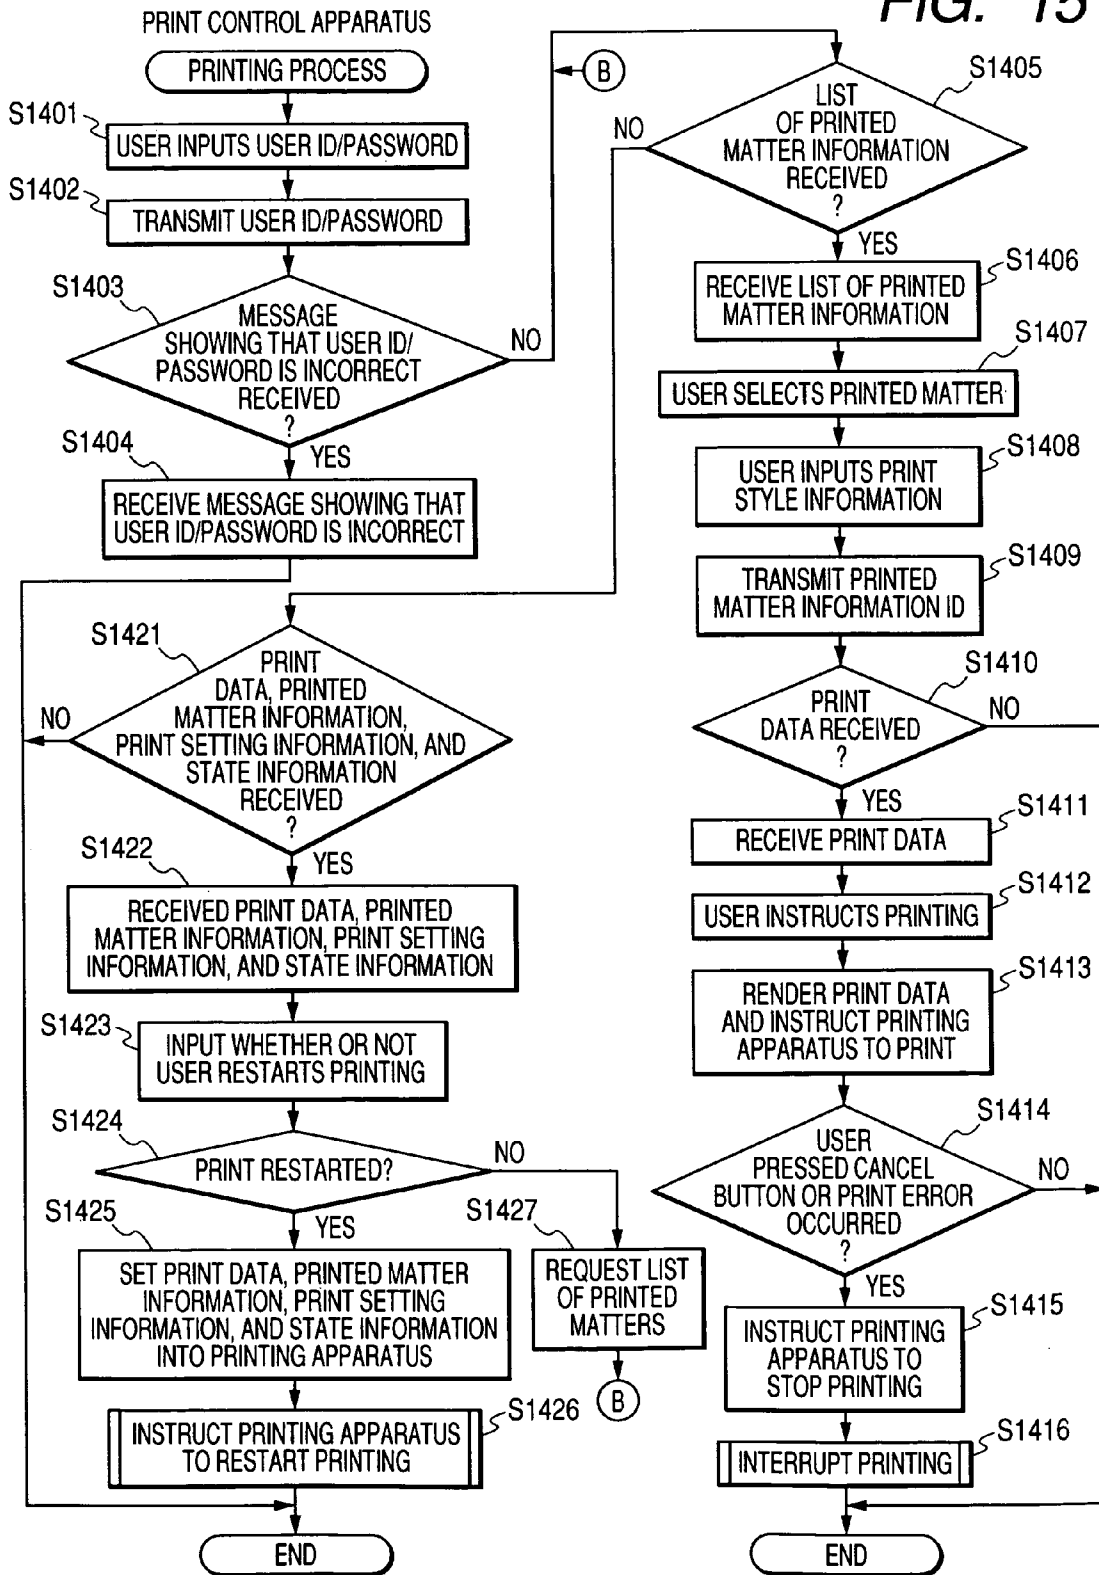 FIG. 15
PRINT CONTROL APPARATUS
PRINTING PROCESS
S1401
USER INPUTS USER ID/PASSWORD
S1402
TRANSMIT USER ID/PASSWORD
S1403
MESSAGE
SHOWING THAT USER ID/
PASSWORD IS INCORRECT
RECEIVED
?
NO
YES
S1404
RECEIVE MESSAGE SHOWING THAT
USER ID/PASSWORD IS INCORRECT
S1421
PRINT
DATA, PRINTED
MATTER INFORMATION,
PRINT SETTING INFORMATION, AND
STATE INFORMATION
RECEIVED
?
NO
YES
S1422
RECEIVED PRINT DATA, PRINTED
MATTER INFORMATION, PRINT SETTING
INFORMATION, AND STATE INFORMATION
S1423
INPUT WHETHER OR NOT
USER RESTARTS PRINTING
S1424
PRINT RESTARTED?
NO
YES
S1425
SET PRINT DATA, PRINTED MATTER
INFORMATION, PRINT SETTING
INFORMATION, AND STATE INFORMATION
INTO PRINTING APPARATUS
S1427
REQUEST LIST
OF PRINTED
MATTERS
B
S1426
INSTRUCT PRINTING APPARATUS
TO RESTART PRINTING
END
B
S1405
LIST
OF PRINTED
MATTER INFORMATION
RECEIVED
?
NO
YES
S1406
RECEIVE LIST OF PRINTED
MATTER INFORMATION
S1407
USER SELECTS PRINTED MATTER
S1408
USER INPUTS PRINT
STYLE INFORMATION
S1409
TRANSMIT PRINTED
MATTER INFORMATION ID
S1410
PRINT
DATA RECEIVED
?
NO
YES
S1411
RECEIVE PRINT DATA
S1412
USER INSTRUCTS PRINTING
S1413
RENDER PRINT DATA
AND INSTRUCT PRINTING
APPARATUS TO PRINT
S1414
USER
PRESSED CANCEL
BUTTON OR PRINT ERROR
OCCURRED
?
NO
YES
S1415
INSTRUCT PRINTING
APPARATUS TO
STOP PRINTING
S1416
INTERRUPT PRINTING
END